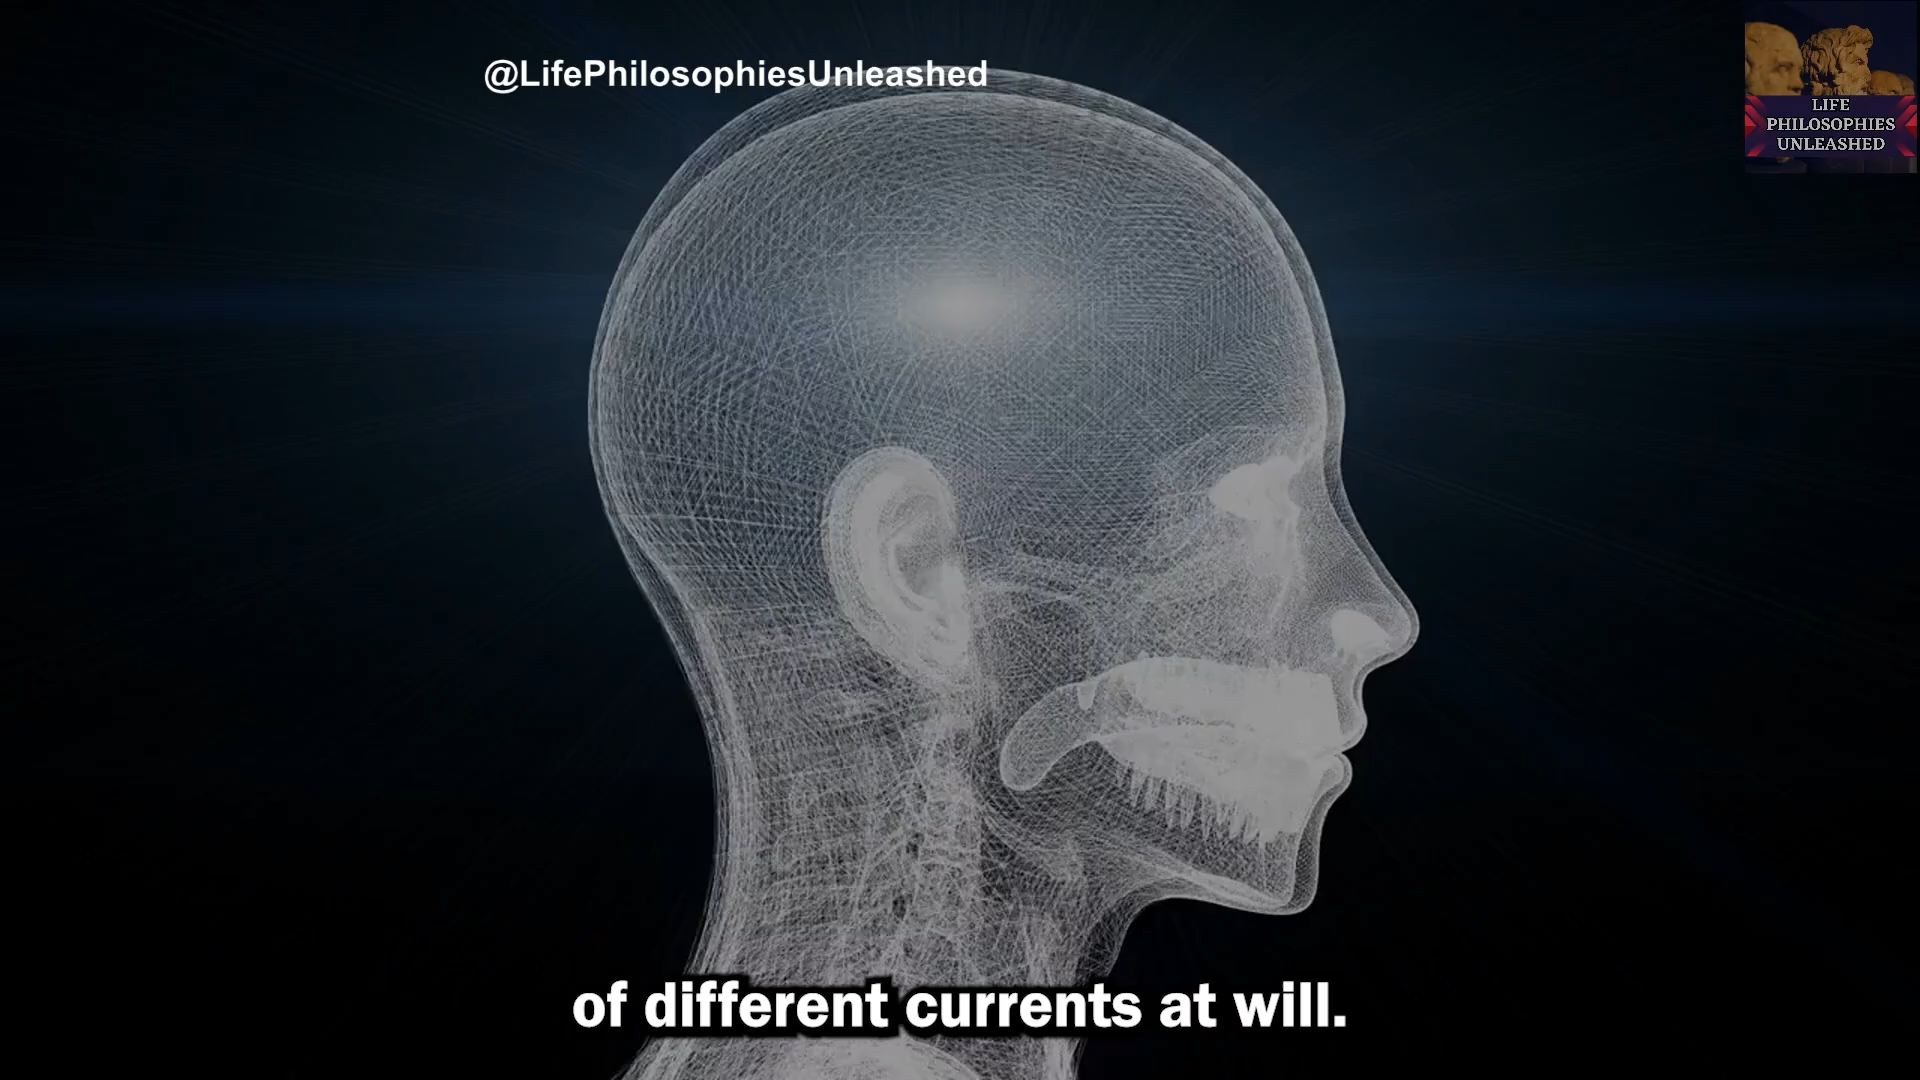 @LifePhilosophiesUnleashed
LIFE
PHILOSOPHIES
UNLEASHED
of different currents at will.